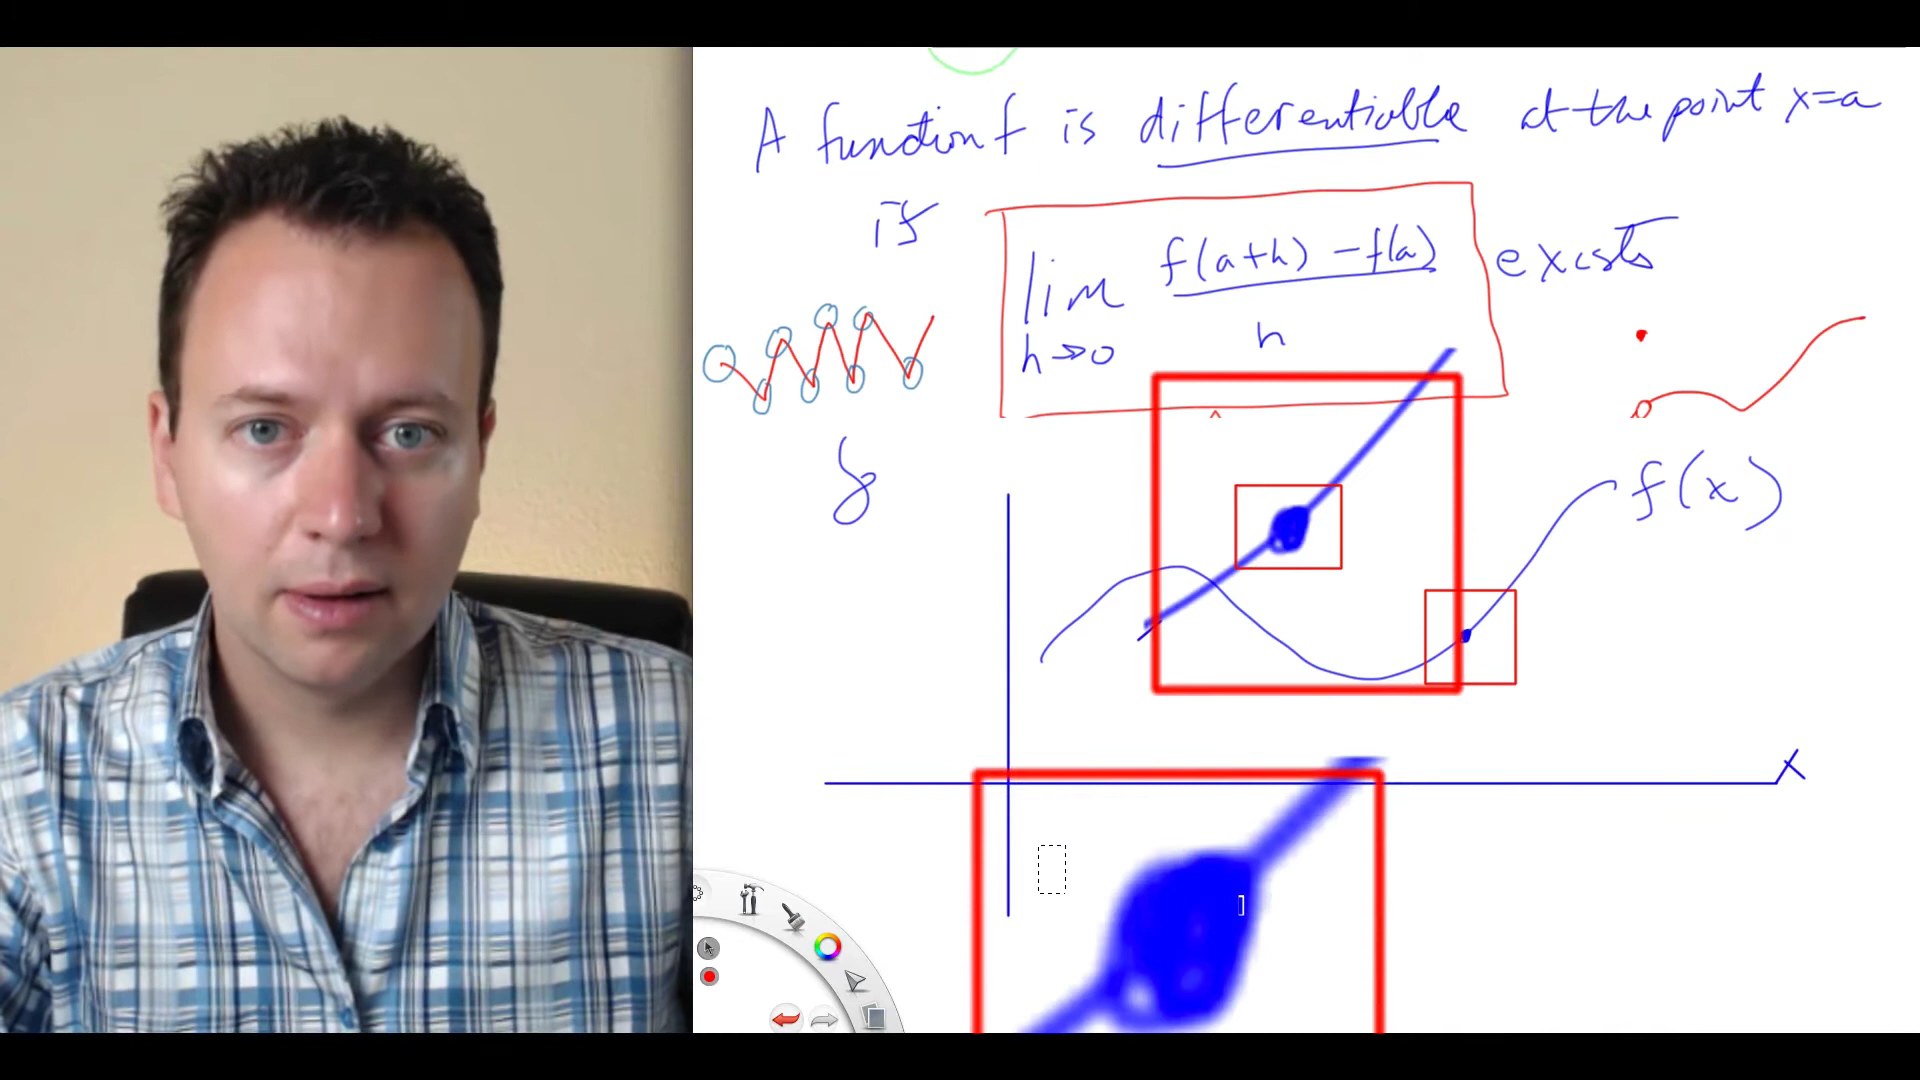 A function f is differentiable at the point x=a
if lim h→0 f(a+h) - f(a) / h exists
f(x)
x